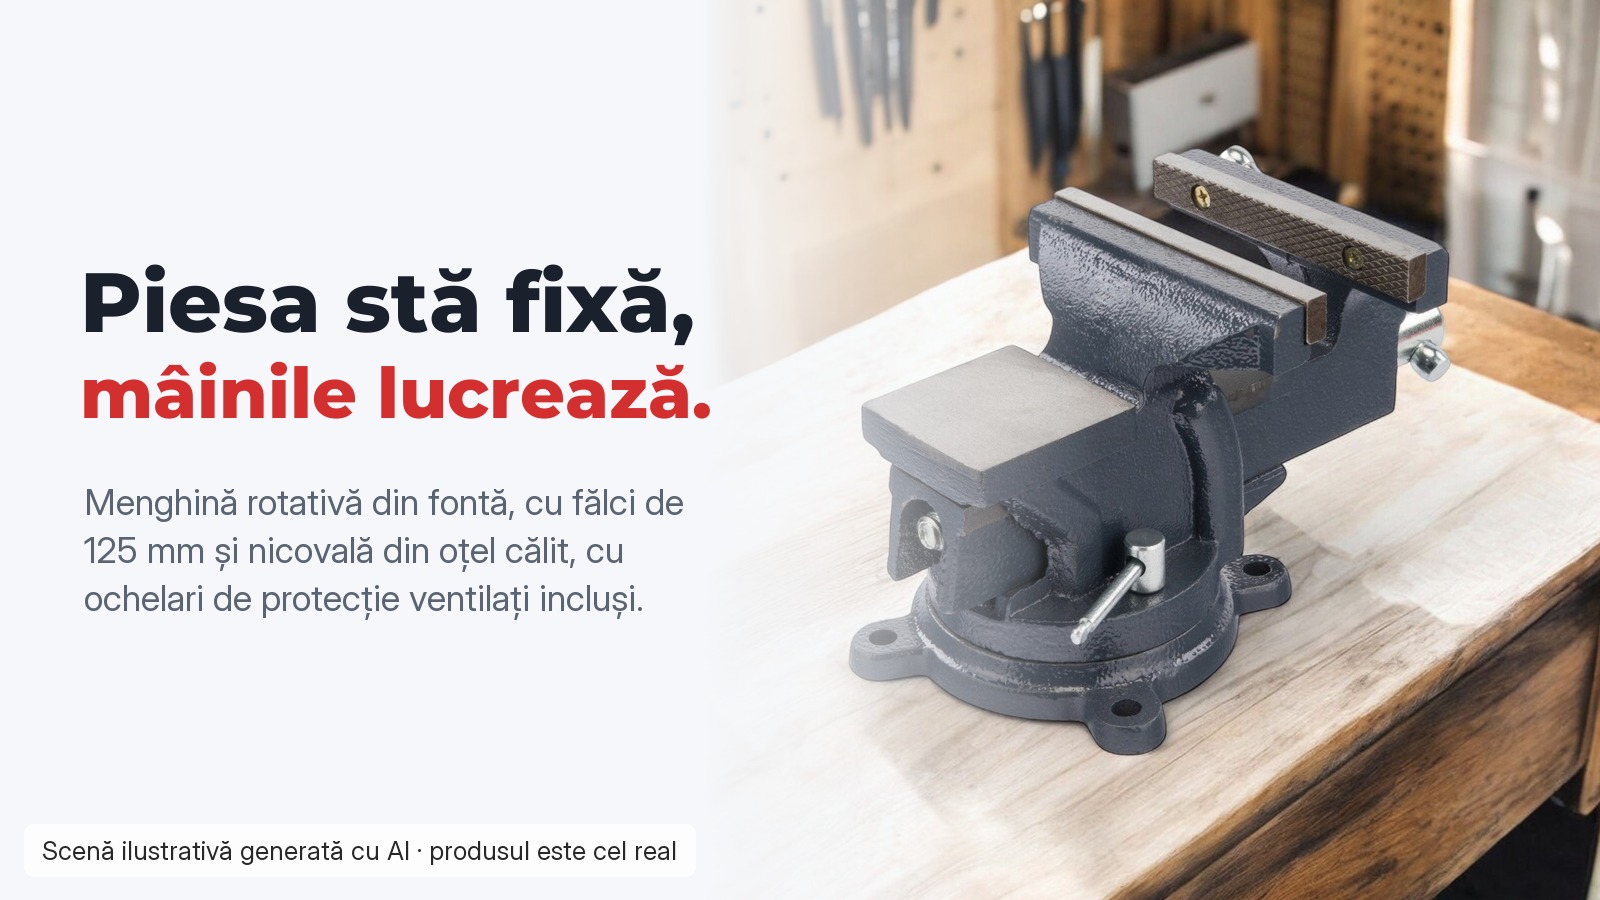 Piesa stă fixă,
mâinile lucrează.
Menghină rotativă din fontă, cu fălci de
125 mm și nicovală din oțel călit, cu
ochelari de protecție ventilați incluși.
Scenă ilustrativă generată cu AI · produsul este cel real